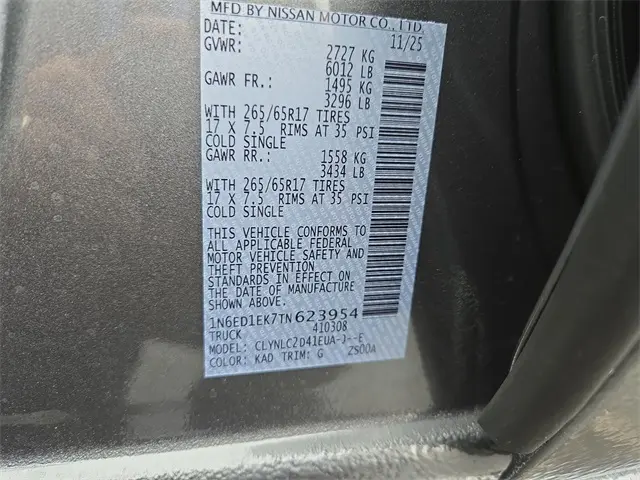 MFD BY NISSAN MOTOR CO., LTD.
DATE: 11/25
GVWR: 2727 KG
6012 LB
GAWR FR.: 1495 KG
3296 LB
WITH 265/65R17 TIRES
17 X 7.5 RIMS AT 35 PSI
COLD SINGLE
GAWR RR.: 1558 KG
3434 LB
WITH 265/65R17 TIRES
17 X 7.5 RIMS AT 35 PSI
COLD SINGLE
THIS VEHICLE CONFORMS TO
ALL APPLICABLE FEDERAL
MOTOR VEHICLE SAFETY AND
THEFT PREVENTION
STANDARDS IN EFFECT ON
THE DATE OF MANUFACTURE
SHOWN ABOVE.
1N6ED1EK7TN623954
TRUCK 410308
MODEL: CLYNLC2D41EUA-J--E
COLOR: KAD TRIM: G ZS00A